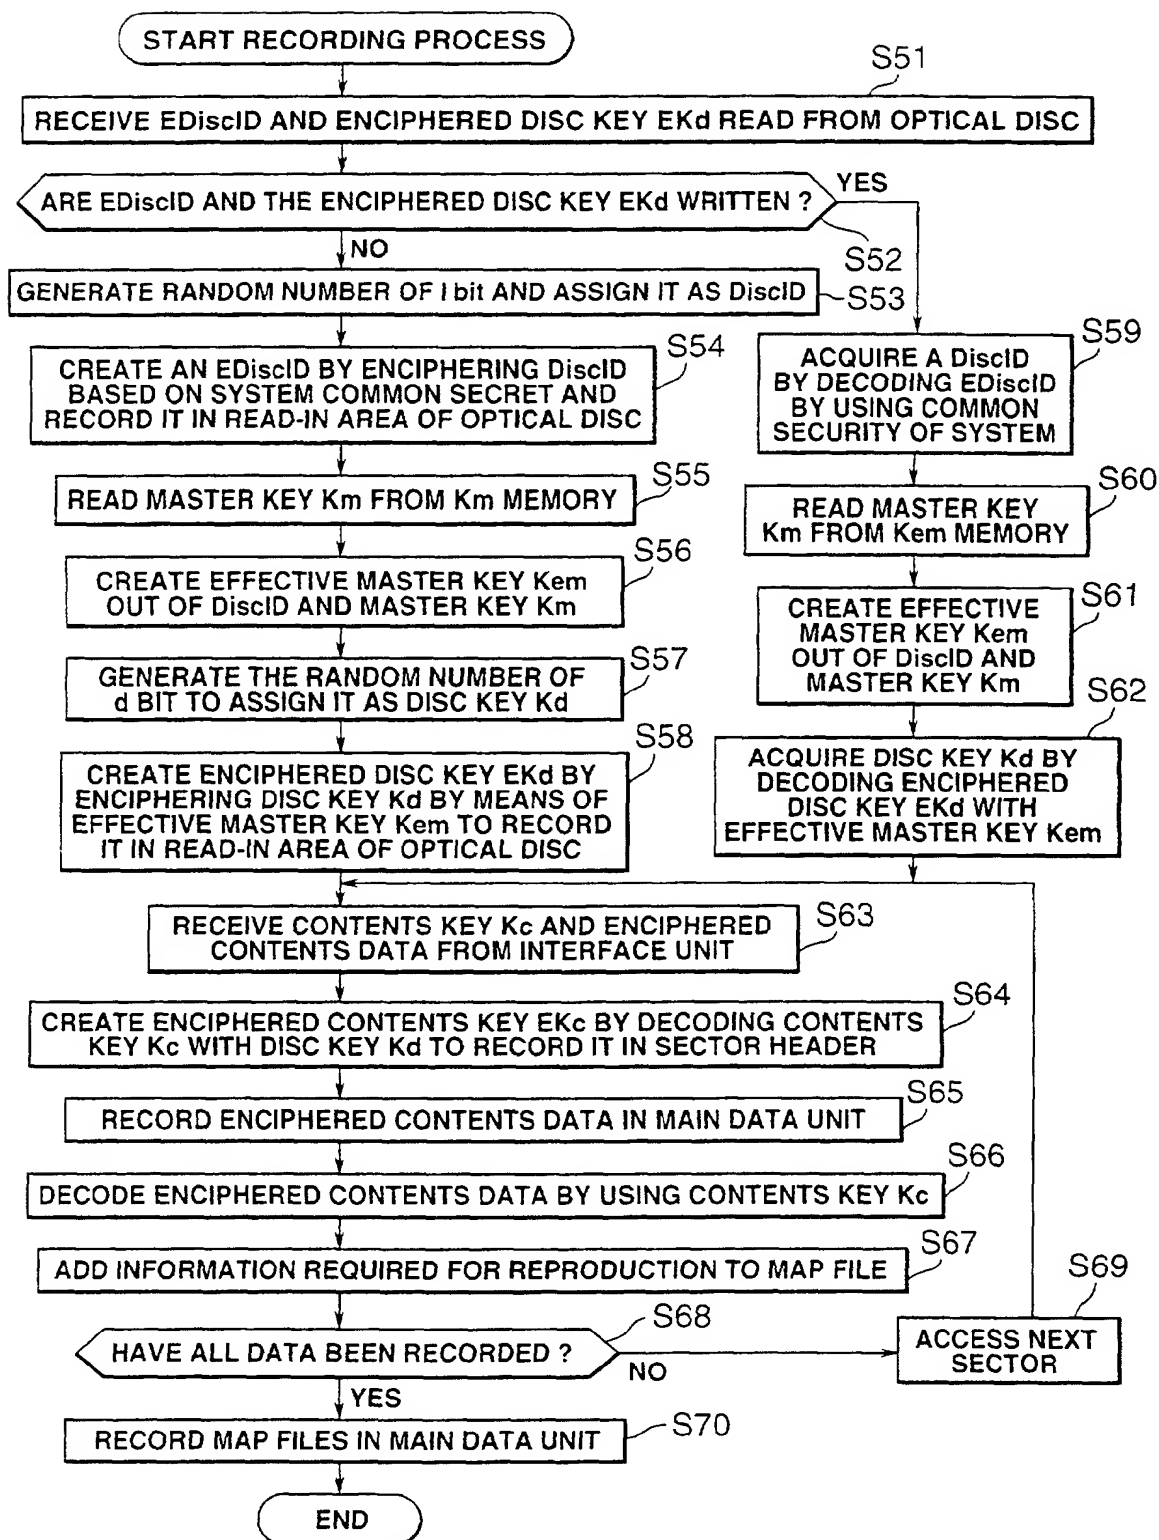 START RECORDING PROCESS
S51
RECEIVE EDiscID AND ENCIPHERED DISC KEY EKd READ FROM OPTICAL DISC
ARE EDiscID AND THE ENCIPHERED DISC KEY EKd WRITTEN ?
YES
S52
NO
GENERATE RANDOM NUMBER OF l bit AND ASSIGN IT AS DiscID
S53
S54
CREATE AN EDiscID BY ENCIPHERING DiscID
BASED ON SYSTEM COMMON SECRET AND
RECORD IT IN READ-IN AREA OF OPTICAL DISC
S55
READ MASTER KEY Km FROM Km MEMORY
S56
CREATE EFFECTIVE MASTER KEY Kem
OUT OF DiscID AND MASTER KEY Km
S57
GENERATE THE RANDOM NUMBER OF
d BIT TO ASSIGN IT AS DISC KEY Kd
S58
CREATE ENCIPHERED DISC KEY EKd BY
ENCIPHERING DISC KEY Kd BY MEANS OF
EFFECTIVE MASTER KEY Kem TO RECORD
IT IN READ-IN AREA OF OPTICAL DISC
S59
ACQUIRE A DiscID
BY DECODING EDiscID
BY USING COMMON
SECURITY OF SYSTEM
S60
READ MASTER KEY
Km FROM Kem MEMORY
S61
CREATE EFFECTIVE
MASTER KEY Kem
OUT OF DiscID AND
MASTER KEY Km
S62
ACQUIRE DISC KEY Kd BY
DECODING ENCIPHERED
DISC KEY EKd WITH
EFFECTIVE MASTER KEY Kem
S63
RECEIVE CONTENTS KEY Kc AND ENCIPHERED
CONTENTS DATA FROM INTERFACE UNIT
S64
CREATE ENCIPHERED CONTENTS KEY EKc BY DECODING CONTENTS
KEY Kc WITH DISC KEY Kd TO RECORD IT IN SECTOR HEADER
S65
RECORD ENCIPHERED CONTENTS DATA IN MAIN DATA UNIT
S66
DECODE ENCIPHERED CONTENTS DATA BY USING CONTENTS KEY Kc
S67
ADD INFORMATION REQUIRED FOR REPRODUCTION TO MAP FILE
S68
HAVE ALL DATA BEEN RECORDED ?
NO
S69
ACCESS NEXT
SECTOR
YES
RECORD MAP FILES IN MAIN DATA UNIT
S70
END